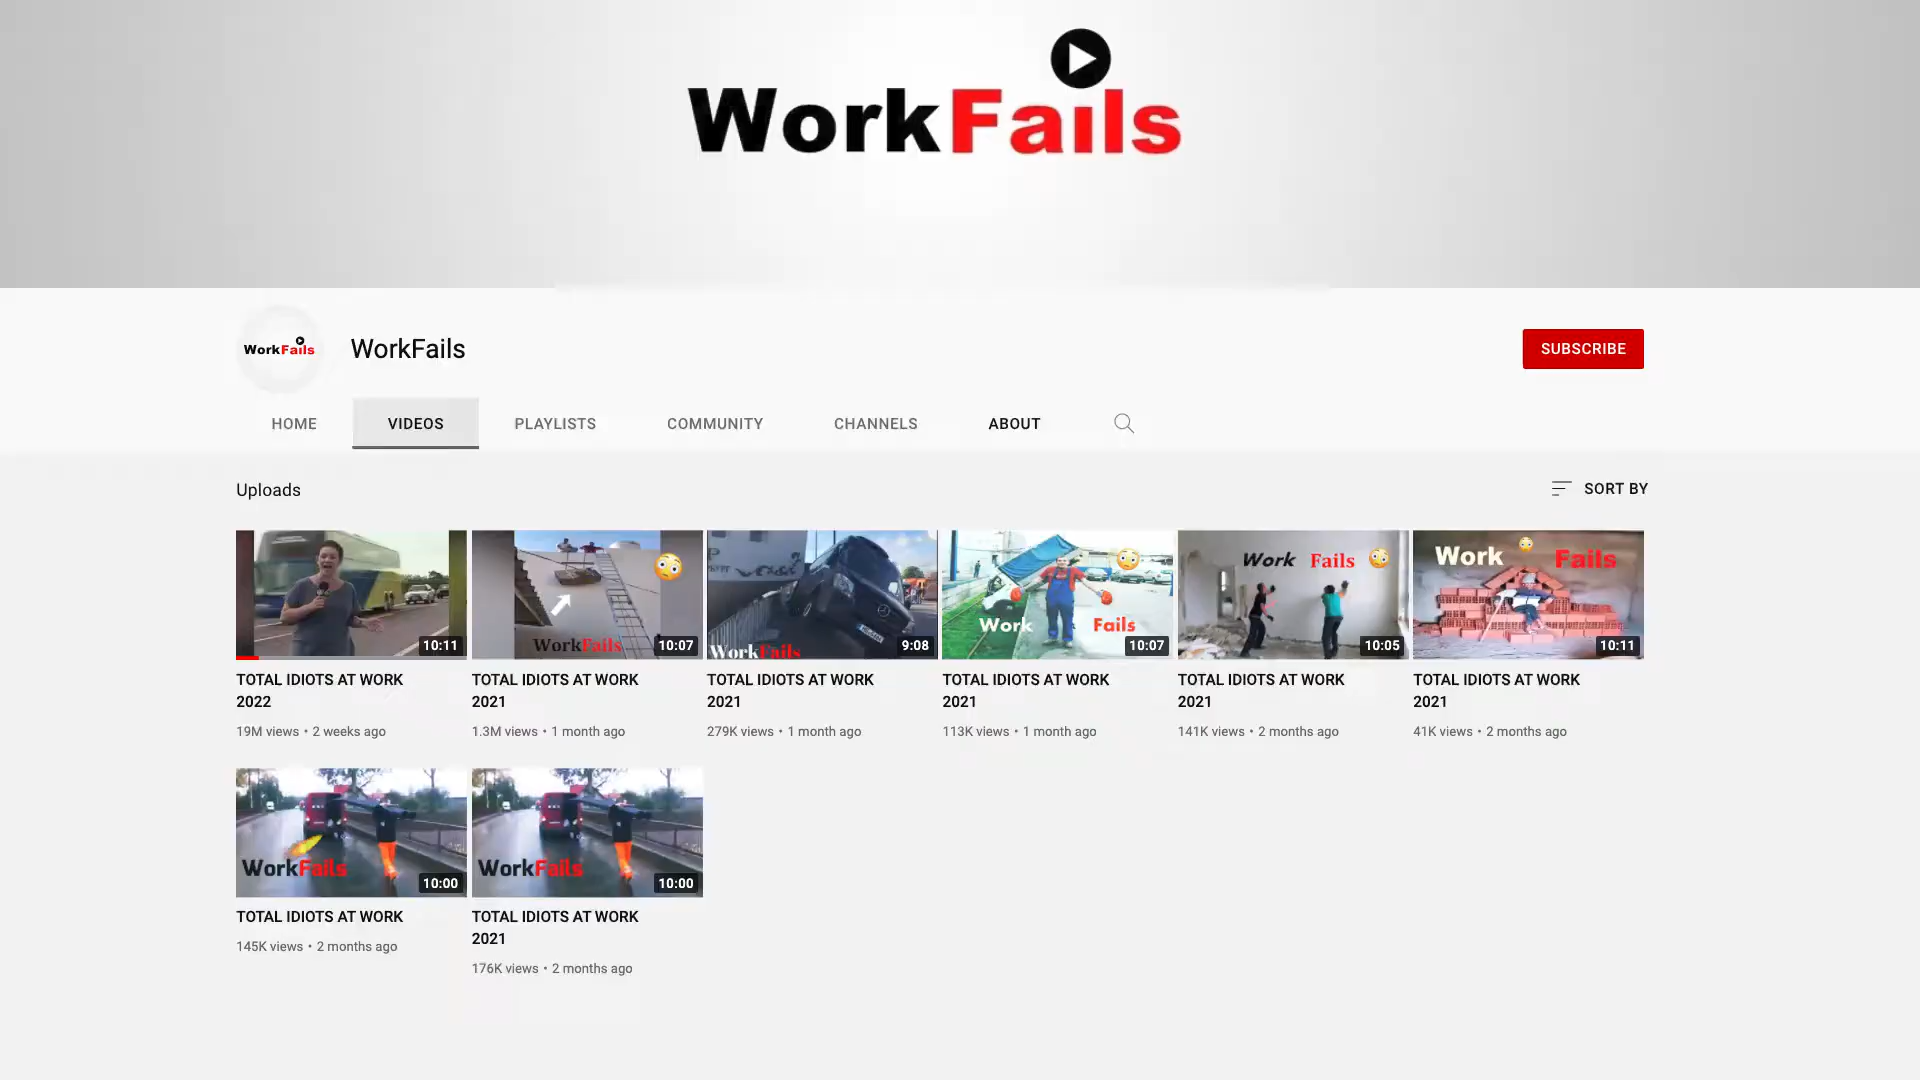 WorkFails
WorkFails
WorkFails
SUBSCRIBE
HOME
VIDEOS
PLAYLISTS
COMMUNITY
CHANNELS
ABOUT
Uploads
SORT BY
10:11
WorkFails
10:07
WorkFails
9:08
Work Fails
10:07
Work Fails
10:05
Work Fails
10:11
TOTAL IDIOTS AT WORK
2022
19M views • 2 weeks ago
TOTAL IDIOTS AT WORK
2021
1.3M views • 1 month ago
TOTAL IDIOTS AT WORK
2021
279K views • 1 month ago
TOTAL IDIOTS AT WORK
2021
113K views • 1 month ago
TOTAL IDIOTS AT WORK
2021
141K views • 2 months ago
TOTAL IDIOTS AT WORK
2021
41K views • 2 months ago
WorkFails
10:00
WorkFails
10:00
TOTAL IDIOTS AT WORK
145K views • 2 months ago
TOTAL IDIOTS AT WORK
2021
176K views • 2 months ago